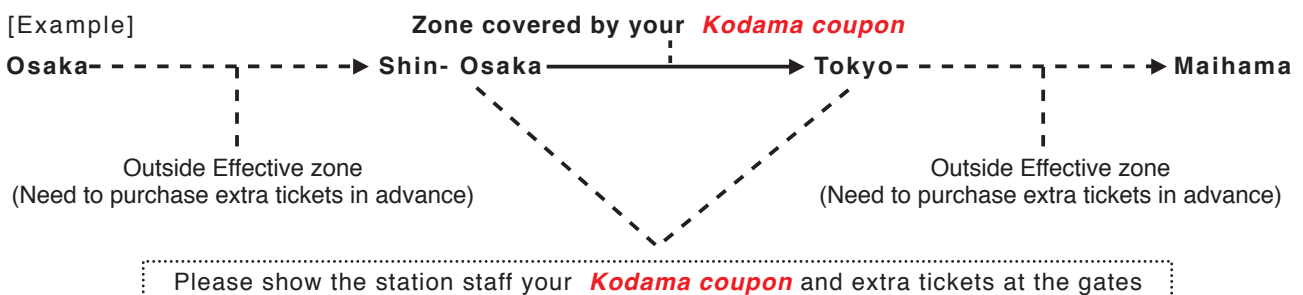 [Example]
Zone covered by your Kodama coupon
Osaka Shin- Osaka Tokyo Maihama
Outside Effective zone
(Need to purchase extra tickets in advance)
Outside Effective zone
(Need to purchase extra tickets in advance)
Please show the station staff your Kodama coupon and extra tickets at the gates